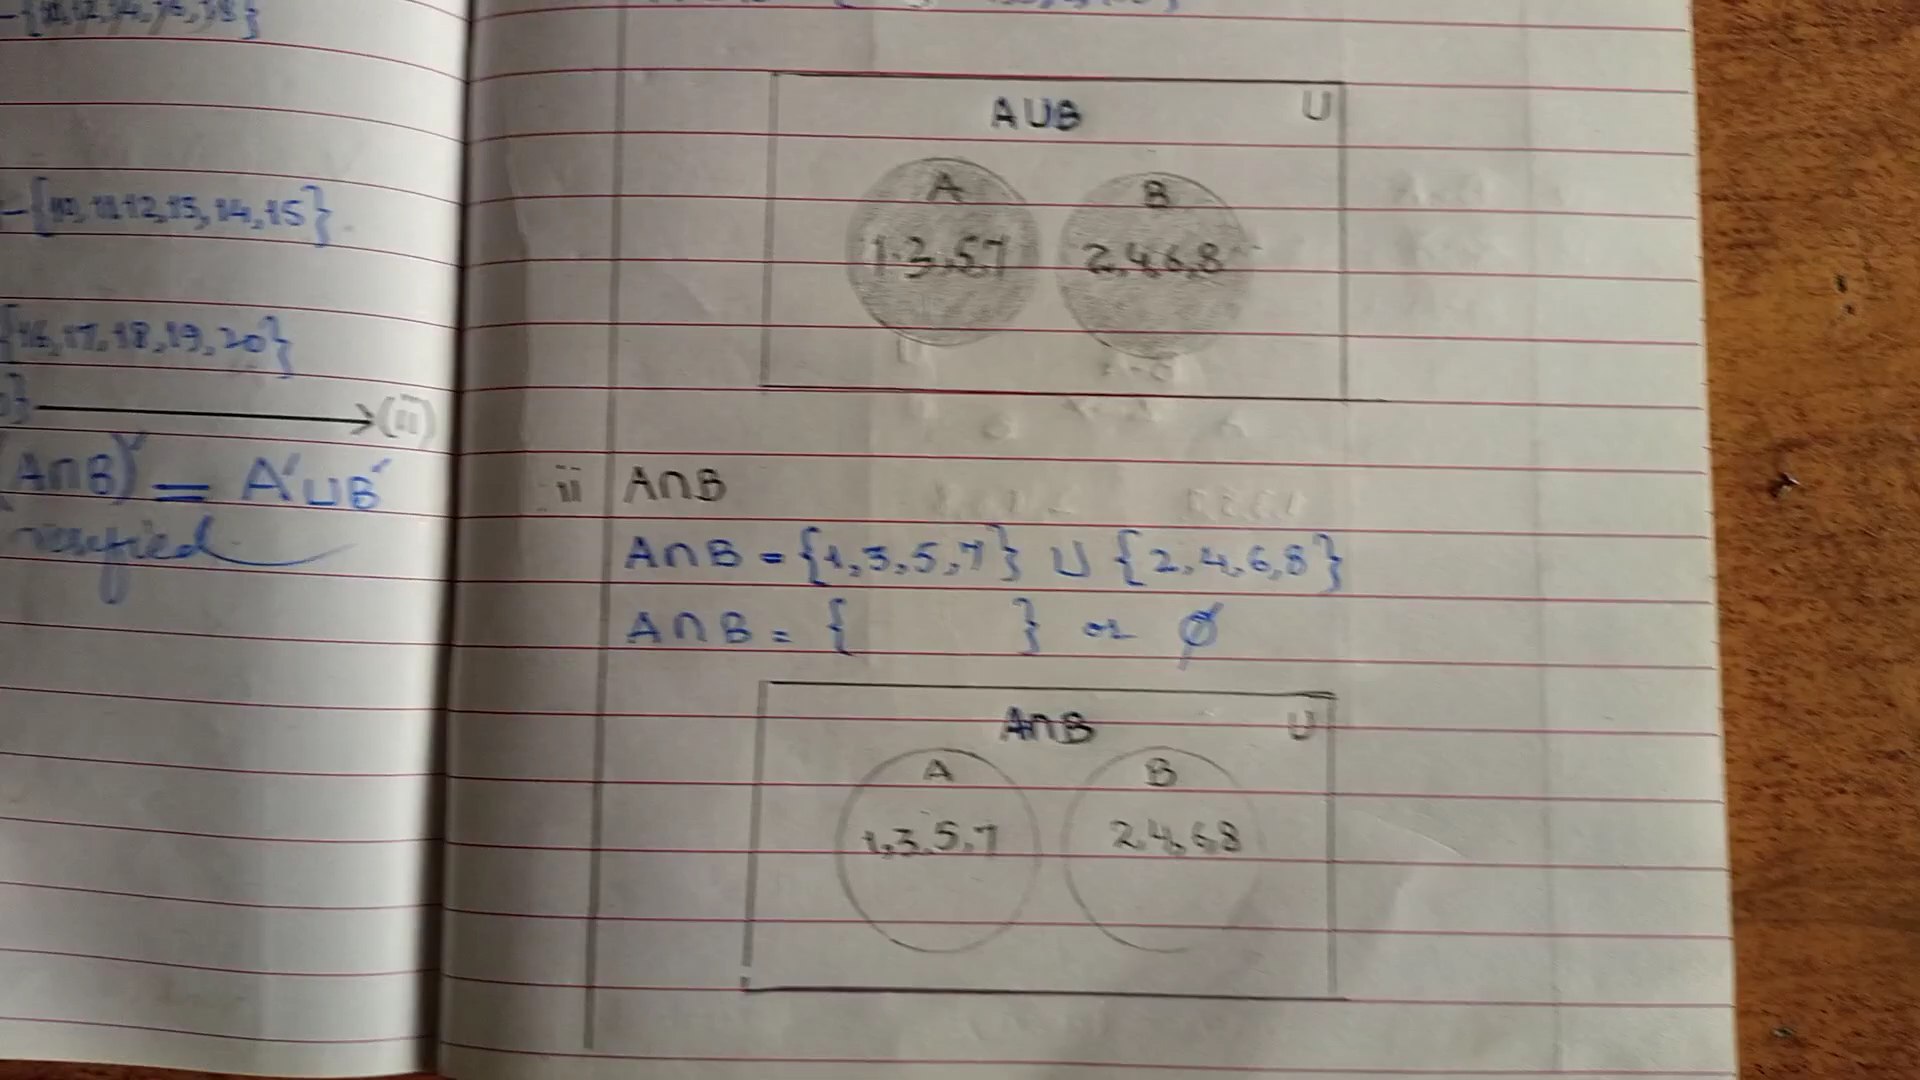 -{10,11,12,13,14,15}
{16,17,18,19,20}
(ii)
(A∩B)′ = A′∪B′
verified
A∪B
U
A
B
1,3,5,7
2,4,6,8
ii A∩B
A∩B = {1,3,5,7} ∪ {2,4,6,8}
A∩B = { } or ∅
A∩B
U
A
B
1,3,5,7
2,4,6,8